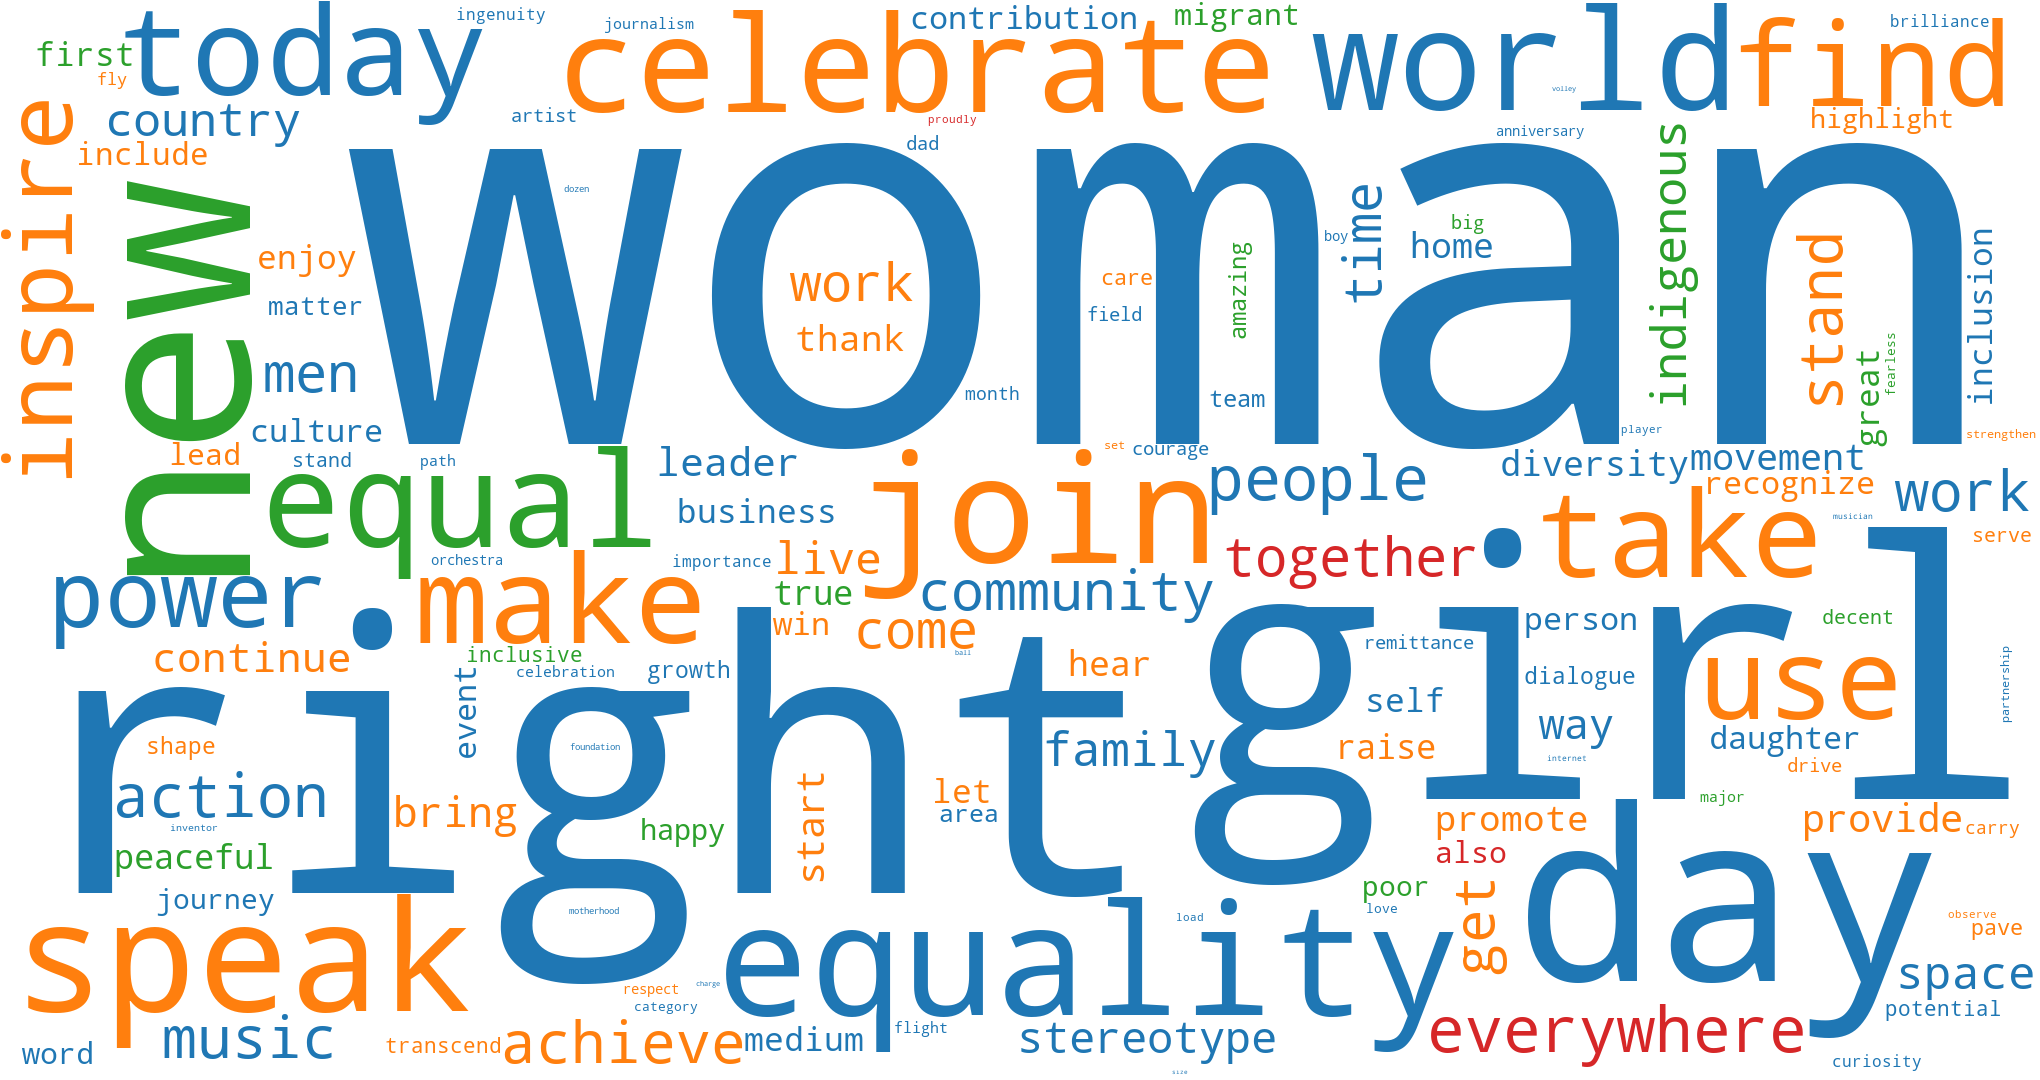 ingenuity
journalism
contribution
migrant
brilliance
first
today
celebrate
world
find
fly
volley
country
artist
proudly
anniversary
highlight
inspire
include
dad
indigenous
new
woman
dozen
time
big
home
stand
inclusion
enjoy
work
care
amazing
boy
matter
thank
field
great
fearless
men
month
team
culture
lead
stand
path
set
courage
player
strengthen
equal
leader
join
people
diversity
movement
recognize
work
business
take
musician
orchestra
importance
live
together
serve
power
make
true
community
girl
win
come
person
decent
continue
inclusive
ball
hear
remittance
use
partnership
event
celebration
growth
dialogue
right
self
way
shape
foundation
family
raise
daughter
internet
drive
action
bring
start
let
area
major
inventor
happy
promote
provide
carry
peaceful
also
day
journey
motherhood
poor
love
get
load
observe
pave
speak
equality
space
respect
charge
category
potential
music
transcend
achieve
medium
flight
stereotype
everywhere
word
curiosity
size